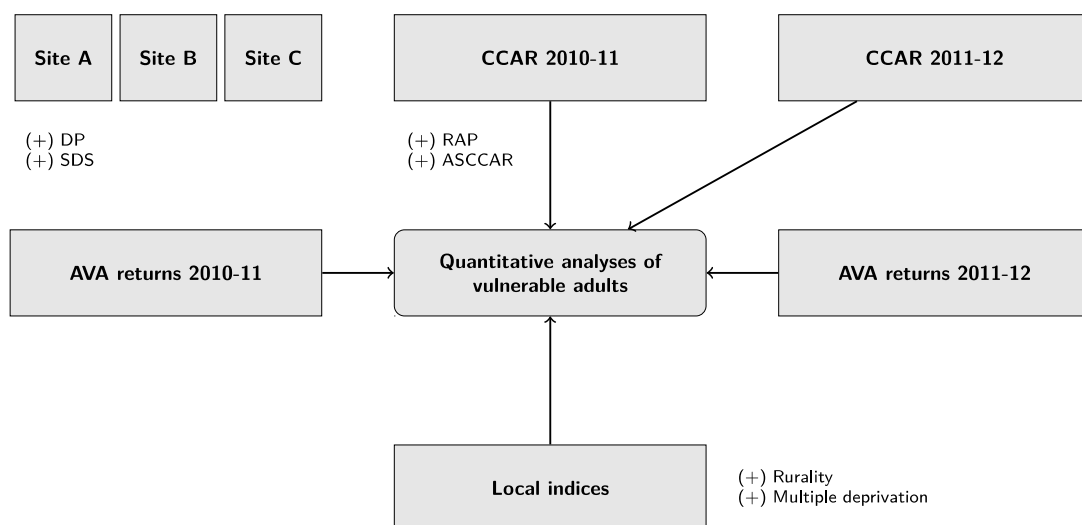 Site A
Site B
Site C
CCAR 2010-11
CCAR 2011-12
(+) DP
(+) SDS
(+) RAP
(+) ASCCAR
AVA returns 2010-11
Quantitative analyses of
vulnerable adults
AVA returns 2011-12
Local indices
(+) Rurality
(+) Multiple deprivation